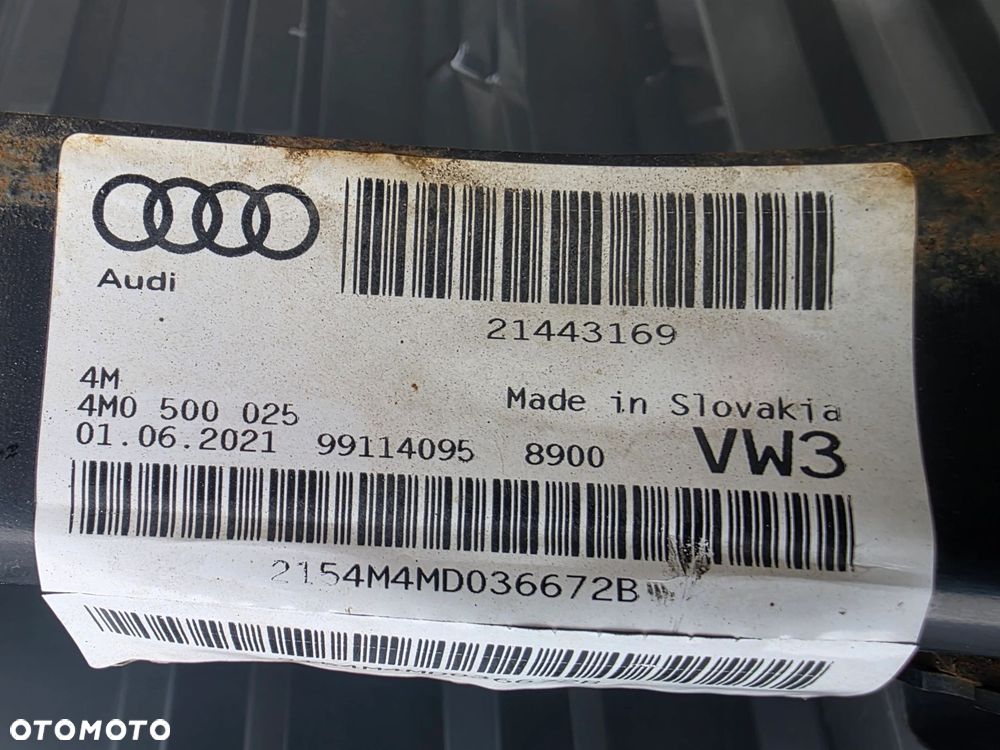 Audi
21443169
4M
4M0 500 025
Made in Slovakia
01.06.2021 99114095 8900 VW3
2154M4MD036672B
OTOMOTO